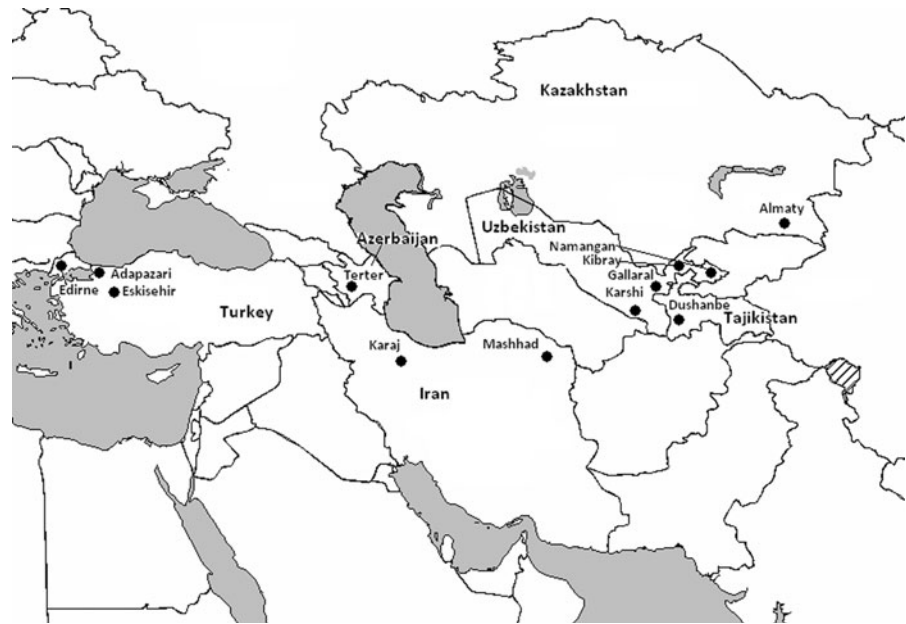 Kazakhstan
Almaty
Uzbekistan
Azerbaijan
Namangan
Kibray
Gallaral
Karshi
Terter
Adapazari
Edirne
Eskisehir
Dushanbe
Turkey
Tajikistan
Karaj
Mashhad
Iran